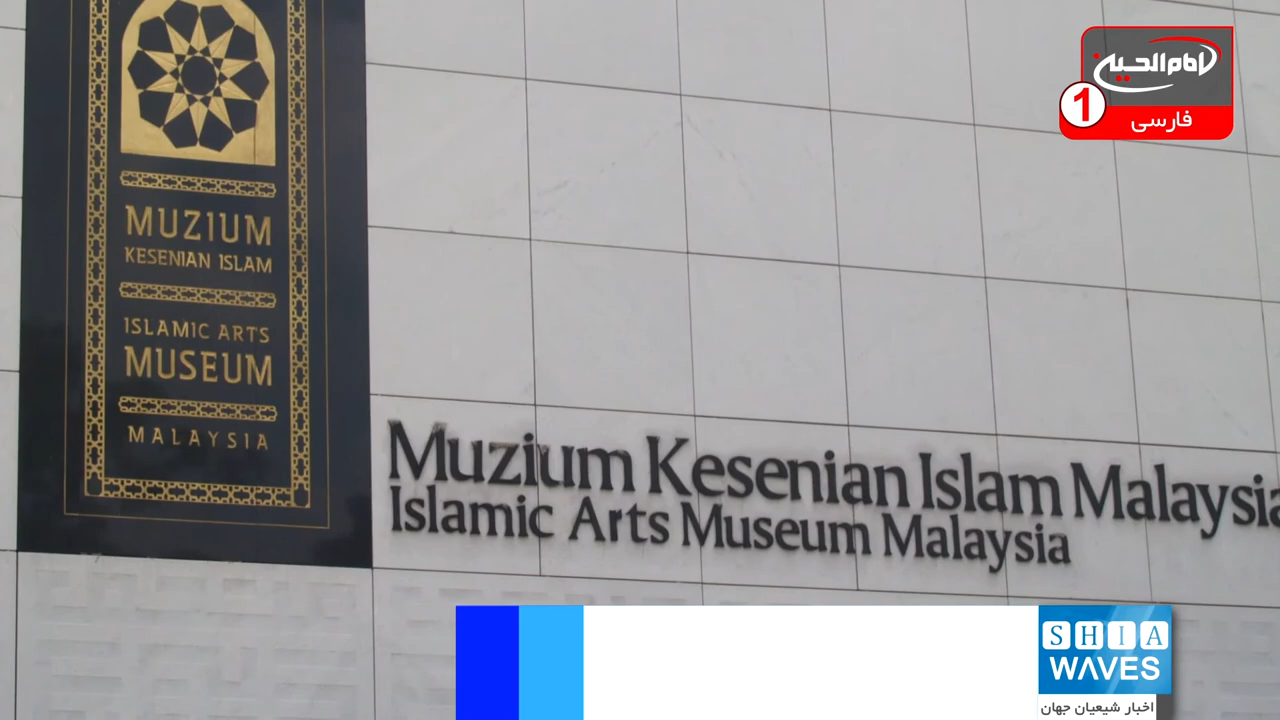 MUZIUM
KESENIAN ISLAM
ISLAMIC ARTS
MUSEUM
MALAYSIA
Muzium Kesenian Islam Malaysia
Islamic Arts Museum Malaysia
امام الحسین
1
فارسی
SHIA
WAVES
اخبار شیعیان جهان